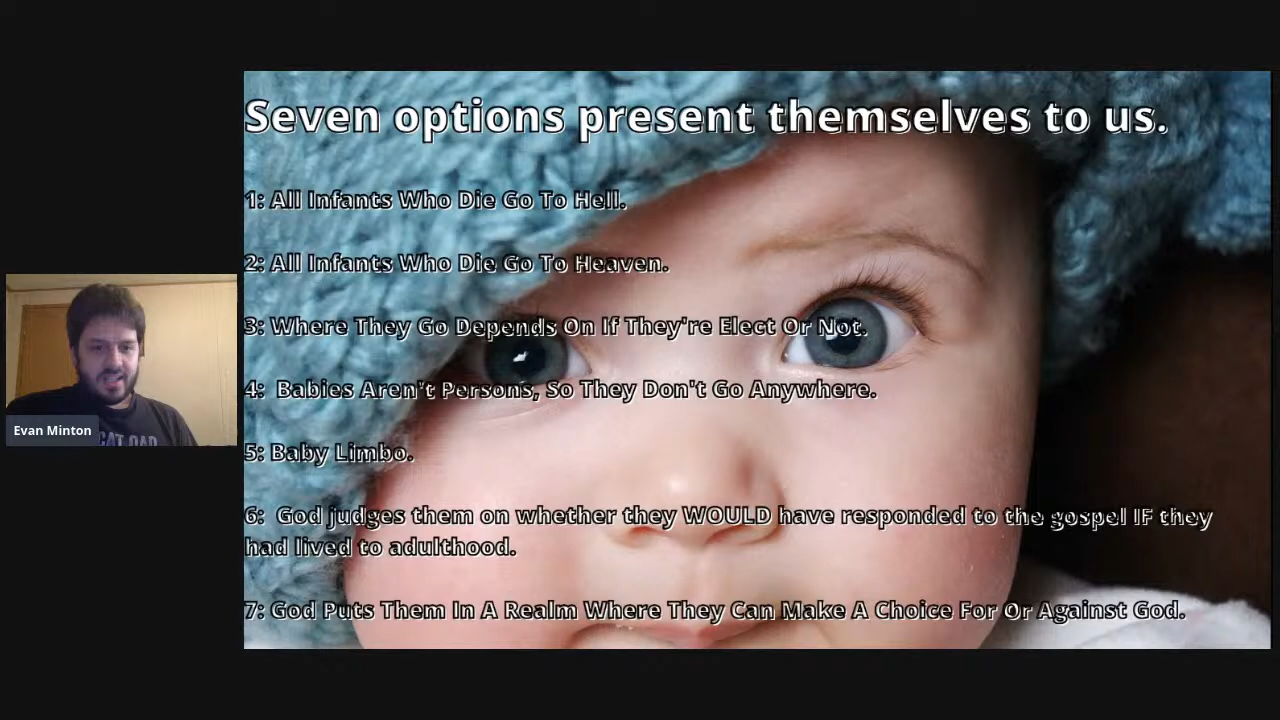 Seven options present themselves to us.
1: All Infants Who Die Go To Hell.
2: All Infants Who Die Go To Heaven.
3: Where They Go Depends On If They're Elect Or Not.
4:  Babies Aren't Persons, So They Don't Go Anywhere.
5: Baby Limbo.
6:  God judges them on whether they WOULD have responded to the gospel IF they
had lived to adulthood.
7: God Puts Them In A Realm Where They Can Make A Choice For Or Against God.
Evan Minton